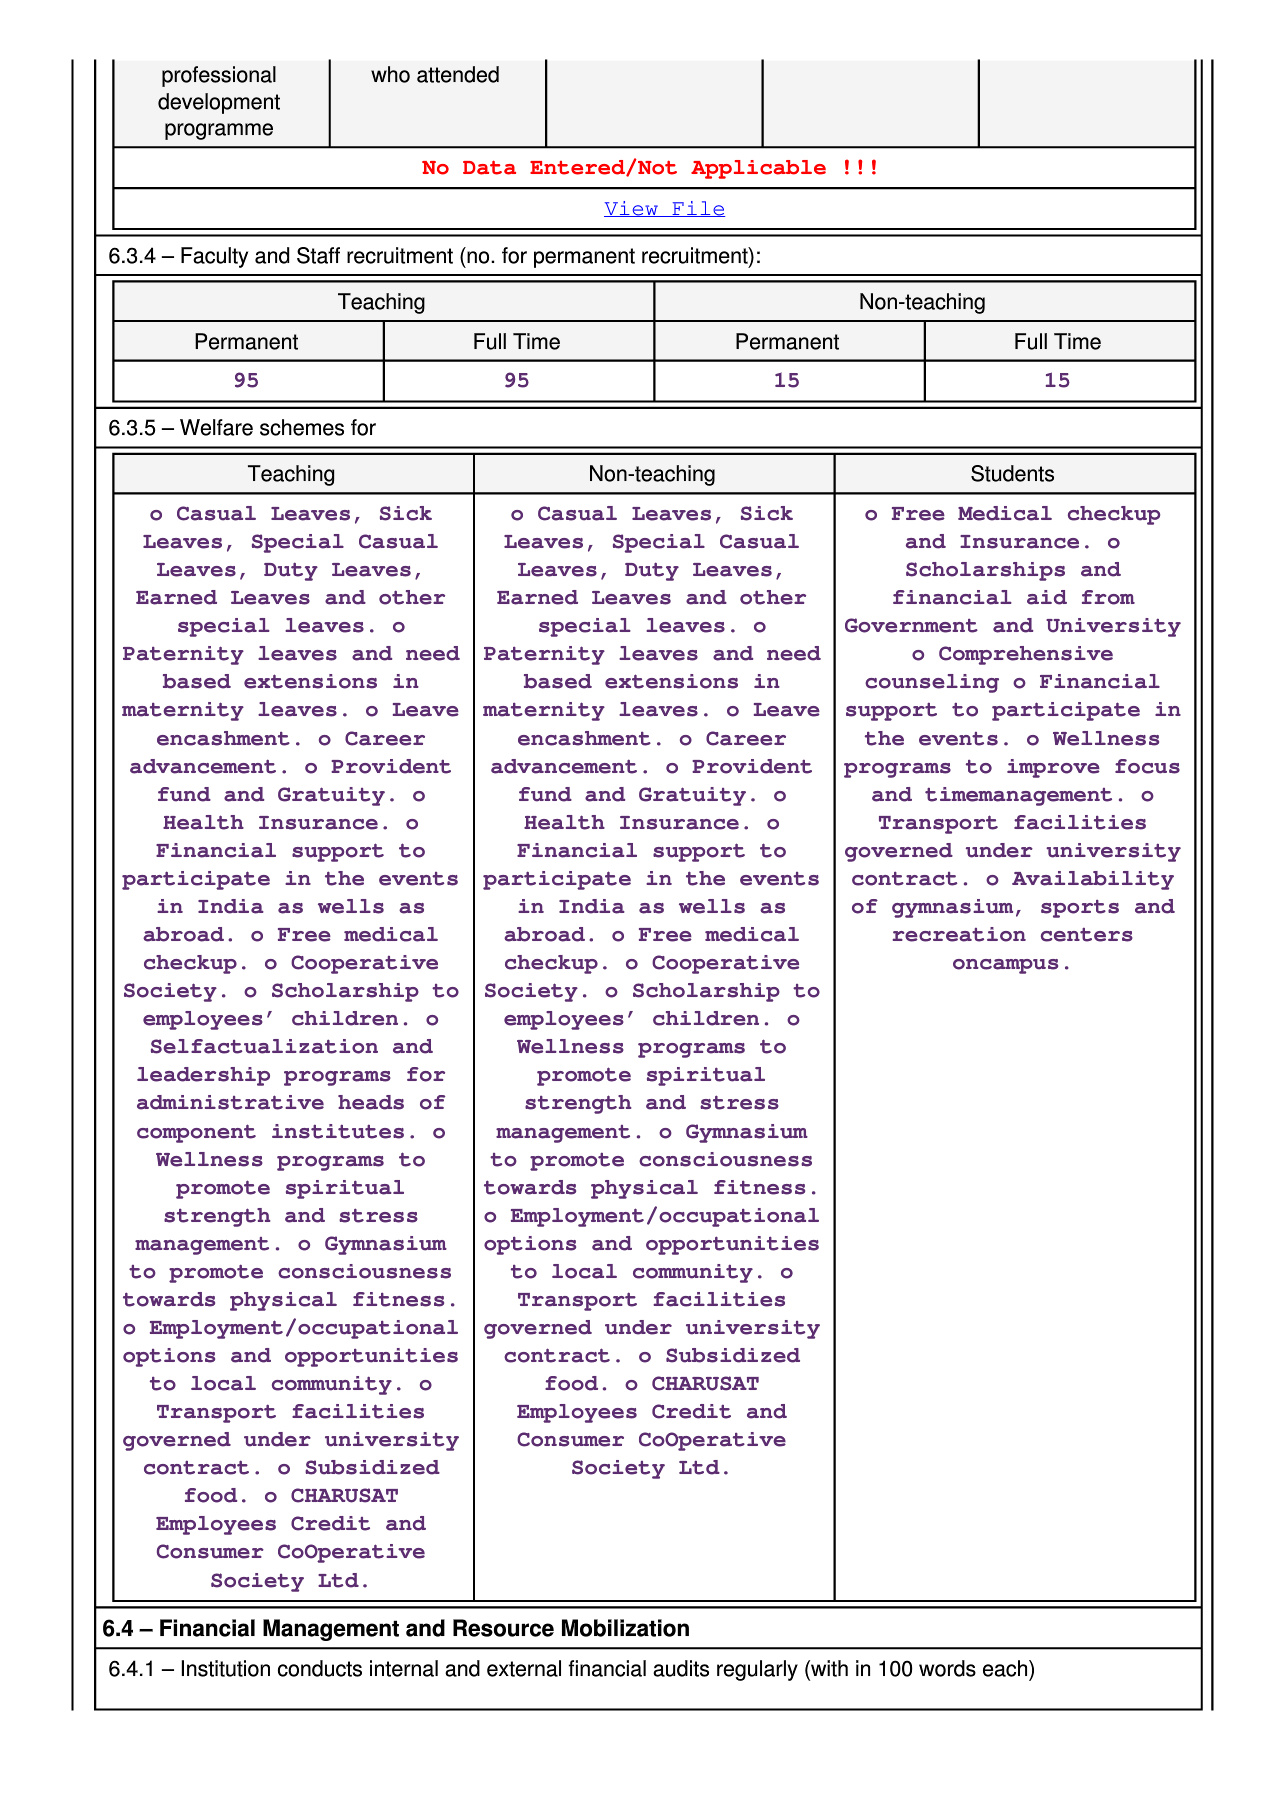 professional
development
programme
who attended
No Data Entered/Not Applicable !!!
View File
6.3.4 – Faculty and Staff recruitment (no. for permanent recruitment):
Teaching
Non-teaching
Permanent
Full Time
Permanent
Full Time
95
95
15
15
6.3.5 – Welfare schemes for
Teaching
Non-teaching
Students
o Casual Leaves, Sick
Leaves, Special Casual
Leaves, Duty Leaves,
Earned Leaves and other
special leaves. o
Paternity leaves and need
based extensions in
maternity leaves. o Leave
encashment. o Career
advancement. o Provident
fund and Gratuity. o
Health Insurance. o
Financial support to
participate in the events
in India as wells as
abroad. o Free medical
checkup. o Cooperative
Society. o Scholarship to
employees’ children. o
Selfactualization and
leadership programs for
administrative heads of
component institutes. o
Wellness programs to
promote spiritual
strength and stress
management. o Gymnasium
to promote consciousness
towards physical fitness.
o Employment/occupational
options and opportunities
to local community. o
Transport facilities
governed under university
contract. o Subsidized
food. o CHARUSAT
Employees Credit and
Consumer CoOperative
Society Ltd.
o Casual Leaves, Sick
Leaves, Special Casual
Leaves, Duty Leaves,
Earned Leaves and other
special leaves. o
Paternity leaves and need
based extensions in
maternity leaves. o Leave
encashment. o Career
advancement. o Provident
fund and Gratuity. o
Health Insurance. o
Financial support to
participate in the events
in India as wells as
abroad. o Free medical
checkup. o Cooperative
Society. o Scholarship to
employees’ children. o
Wellness programs to
promote spiritual
strength and stress
management. o Gymnasium
to promote consciousness
towards physical fitness.
o Employment/occupational
options and opportunities
to local community. o
Transport facilities
governed under university
contract. o Subsidized
food. o CHARUSAT
Employees Credit and
Consumer CoOperative
Society Ltd.
o Free Medical checkup
and Insurance. o
Scholarships and
financial aid from
Government and University
o Comprehensive
counseling o Financial
support to participate in
the events. o Wellness
programs to improve focus
and timemanagement. o
Transport facilities
governed under university
contract. o Availability
of gymnasium, sports and
recreation centers
oncampus.
6.4 – Financial Management and Resource Mobilization
6.4.1 – Institution conducts internal and external financial audits regularly (with in 100 words each)